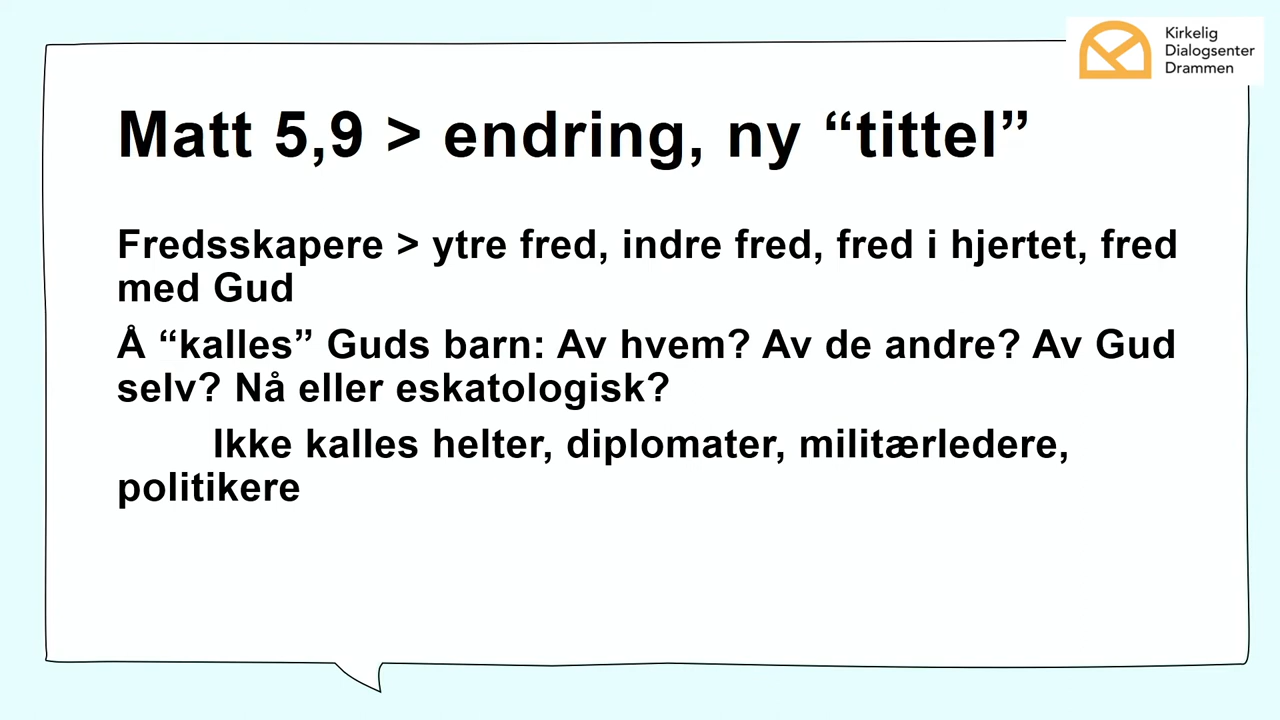 Kirkelig
Dialogsenter
Drammen
Matt 5,9 > endring, ny “tittel”
Fredsskapere > ytre fred, indre fred, fred i hjertet, fred
med Gud
Å “kalles” Guds barn: Av hvem? Av de andre? Av Gud
selv? Nå eller eskatologisk?
Ikke kalles helter, diplomater, militærledere,
politikere